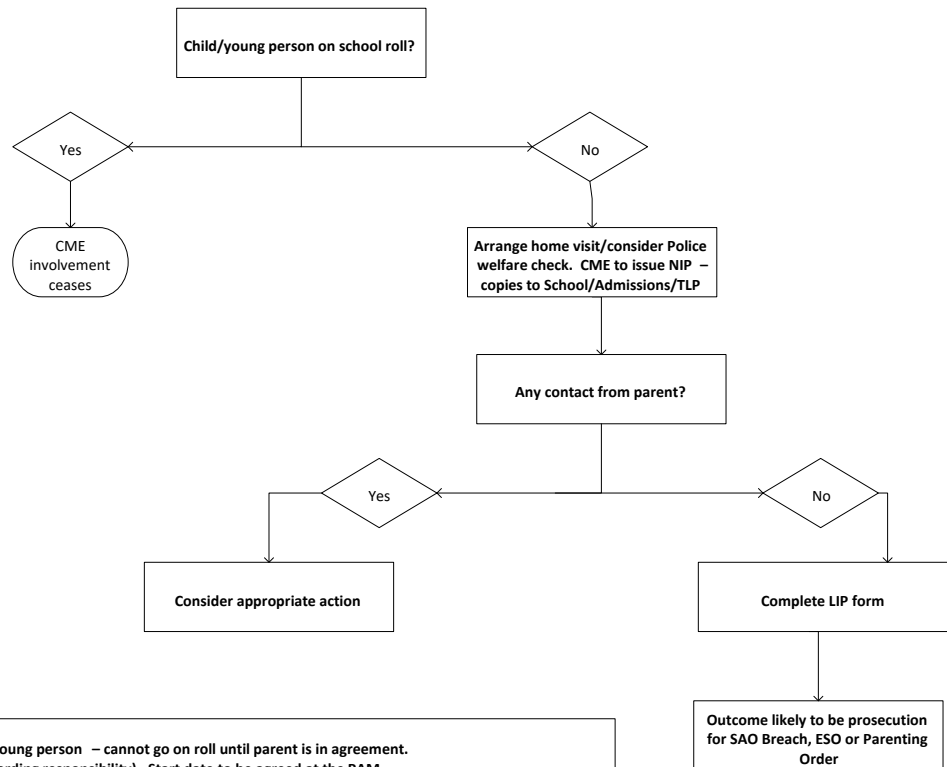 Child/young person on school roll?
Yes
No
CME
involvement
ceases
Arrange home visit/consider Police
welfare check. CME to issue NIP –
copies to School/Admissions/TLP
Any contact from parent?
Yes
No
Consider appropriate action
Complete LIP form
Outcome likely to be prosecution
for SAO Breach, ESO or Parenting
Order
oung person – cannot go on roll until parent is in agreement.